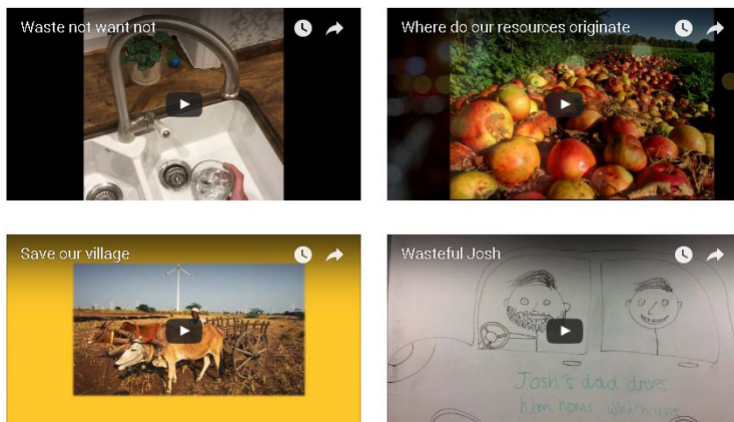 Waste not want not
Where do our resources originate
Save our village
Wasteful Josh
Josh's dad drives
him home which use